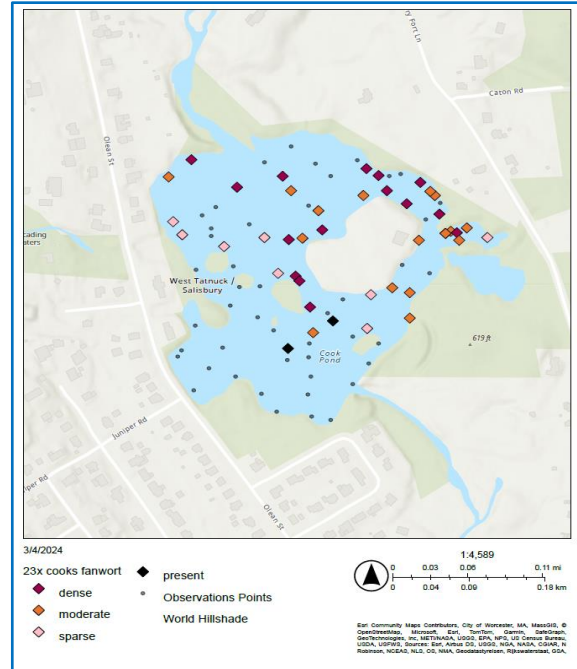 ry Fort Ln
Caton Rd
Olean St
cading
aters
West Tatnuck /
Salisbury
619 ft
Cook
Pond
Juniper Rd
iper Rd
Olean St
3/4/2024
23x cooks fanwort
dense
moderate
sparse
present
Observations Points
World Hillshade
1:4,589
0 0.03 0.06 0.11 mi
0 0.04 0.09 0.18 km
Esri Community Maps Contributors, City of Worcester, MA, MassGIS, ©
OpenStreetMap, Microsoft, Esri, TomTom, Garmin, SafeGraph,
GeoTechnologies, Inc, METI/NASA, USGS, EPA, NPS, US Census Bureau,
USDA, USFWS, Sources: Esri, Airbus DS, USGS, NGA, NASA, CGIAR, N
Robinson, NCEAS, NLS, OS, NMA, Geodatastyrelsen, Rijkswaterstaat, GSA,